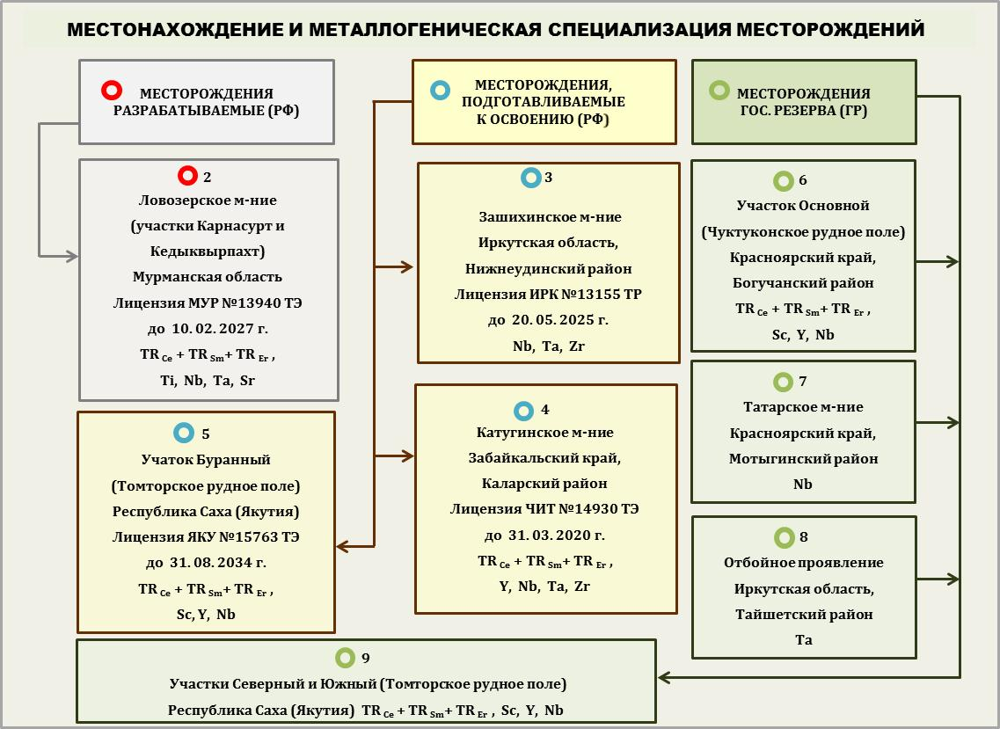 МЕСТОНАХОЖДЕНИЕ И МЕТАЛЛОГЕНИЧЕСКАЯ СПЕЦИАЛИЗАЦИЯ МЕСТОРОЖДЕНИЙ
МЕСТОРОЖДЕНИЯ
РАЗРАБАТЫВАЕМЫЕ (РФ)
2
Ловозерское м-ние
(участки Карнасурт и
Кедыквырпахт)
Мурманская область
Лицензия МУР №13940 ТЭ
до 10. 02. 2027 г.
TR Ce + TR Sm+ TR Er ,
Ti, Nb, Ta, Sr
МЕСТОРОЖДЕНИЯ,
ПОДГОТАВЛИВАЕМЫЕ
К ОСВОЕНИЮ (РФ)
3
Зашихинское м-ние
Иркутская область,
Нижнеудинский район
Лицензия ИРК №13155 ТР
до 20. 05. 2025 г.
Nb, Ta, Zr
4
Катугинское м-ние
Забайкальский край,
Каларский район
Лицензия ЧИТ №14930 ТЭ
до 31. 03. 2020 г.
TR Ce + TR Sm+ TR Er ,
Y, Nb, Ta, Zr
5
Учаток Буранный
(Томторское рудное поле)
Республика Саха (Якутия)
Лицензия ЯКУ №15763 ТЭ
до 31. 08. 2034 г.
TR Ce + TR Sm+ TR Er ,
Sc, Y, Nb
МЕСТОРОЖДЕНИЯ
ГОС. РЕЗЕРВА (ГР)
6
Участок Основной
(Чуктуконское рудное поле)
Красноярский край,
Богучанский район
TR Ce + TR Sm+ TR Er ,
Sc, Y, Nb
7
Татарское м-ние
Красноярский край,
Мотыгинский район
Nb
8
Отбойное проявление
Иркутская область,
Тайшетский район
Ta
9
Участки Северный и Южный (Томторское рудное поле)
Республика Саха (Якутия) TR Ce + TR Sm+ TR Er , Sc, Y, Nb